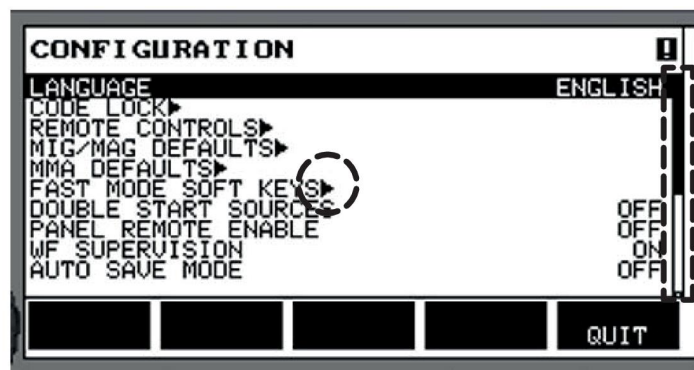 CONFIGURATION
LANGUAGE ENGLISH
CODE LOCK▶
REMOTE CONTROLS▶
MIG/MAG DEFAULTS▶
MMA DEFAULTS▶
FAST MODE SOFT KEYS▶
DOUBLE START SOURCES OFF
PANEL REMOTE ENABLE OFF
WF SUPERVISION ON
AUTO SAVE MODE OFF
QUIT